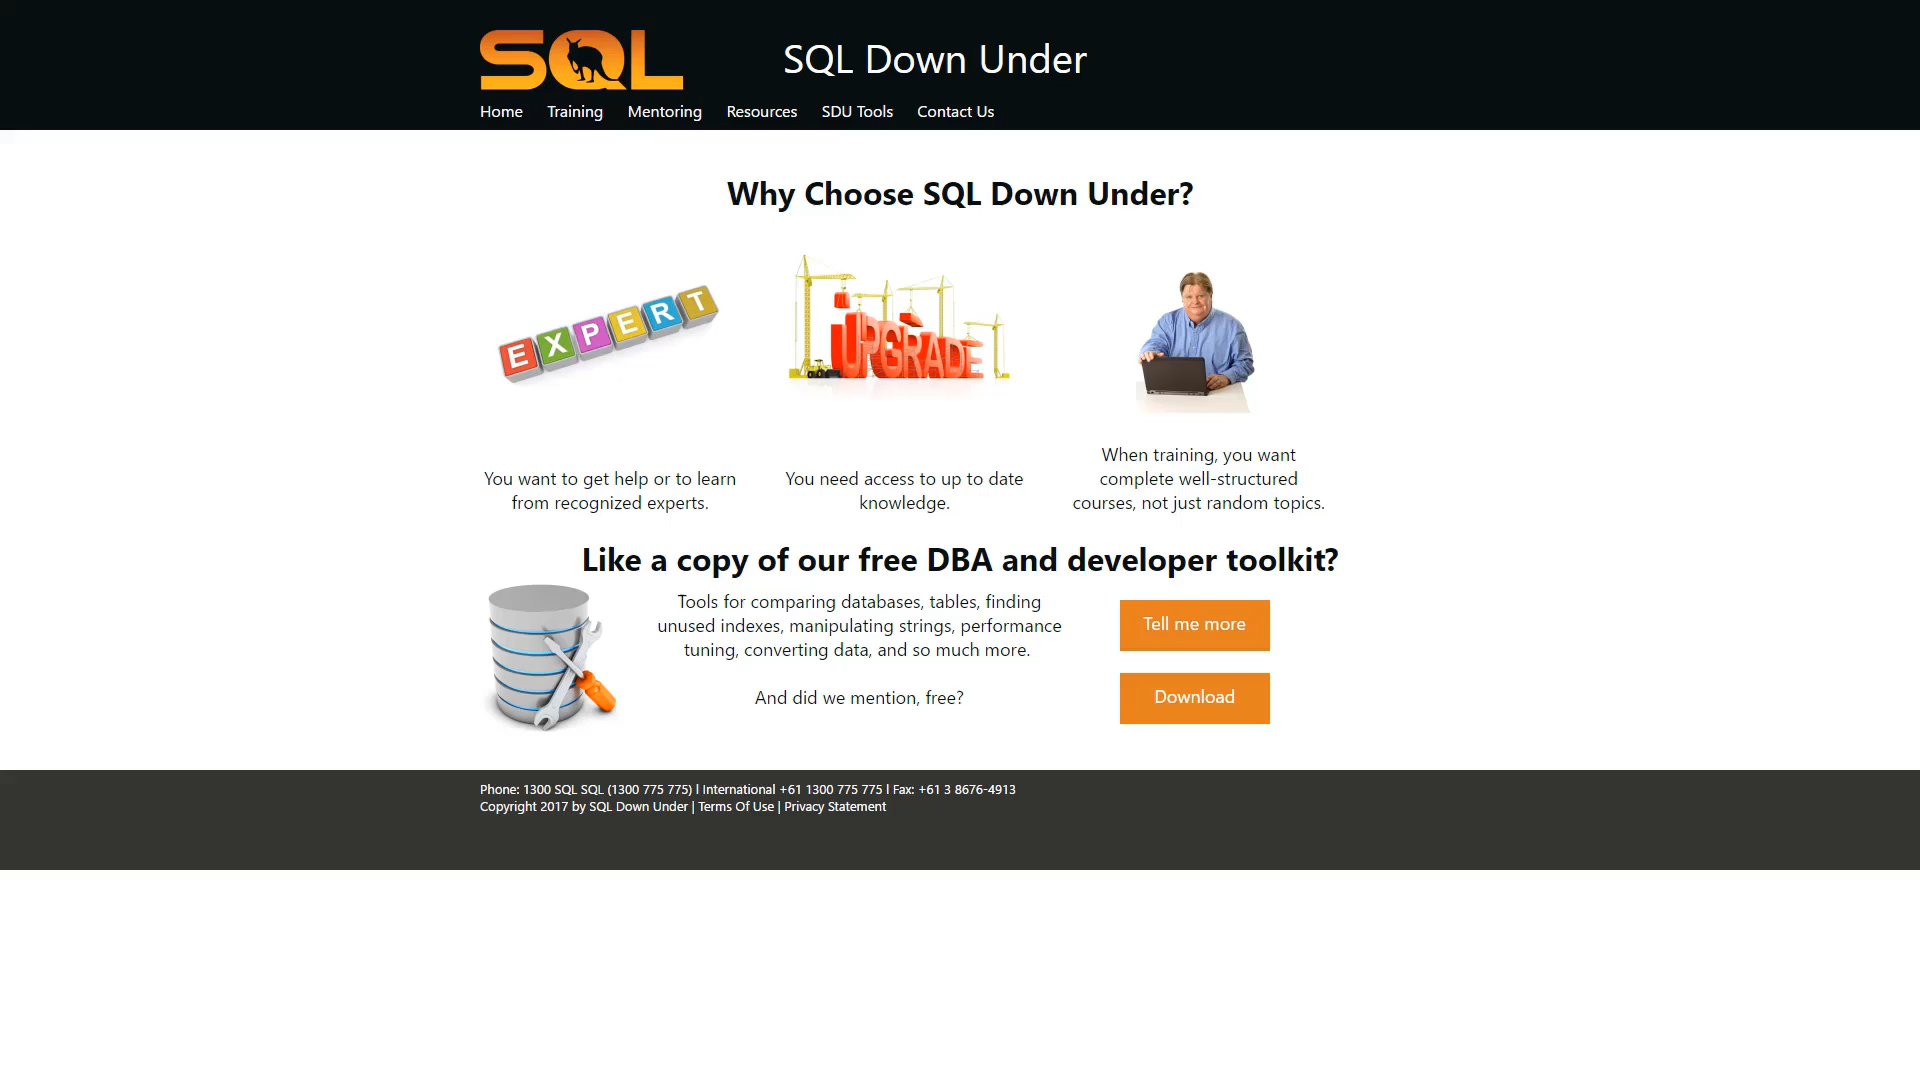 SQL
SQL Down Under
Home Training Mentoring Resources SDU Tools Contact Us
Why Choose SQL Down Under?
EXPERT
UPGRADE
You want to get help or to learn
from recognized experts.
You need access to up to date
knowledge.
When training, you want
complete well-structured
courses, not just random topics.
Like a copy of our free DBA and developer toolkit?
Tools for comparing databases, tables, finding
unused indexes, manipulating strings, performance
tuning, converting data, and so much more.
And did we mention, free?
Tell me more
Download
Phone: 1300 SQL SQL (1300 775 775) l International +61 1300 775 775 l Fax: +61 3 8676-4913
Copyright 2017 by SQL Down Under | Terms Of Use | Privacy Statement